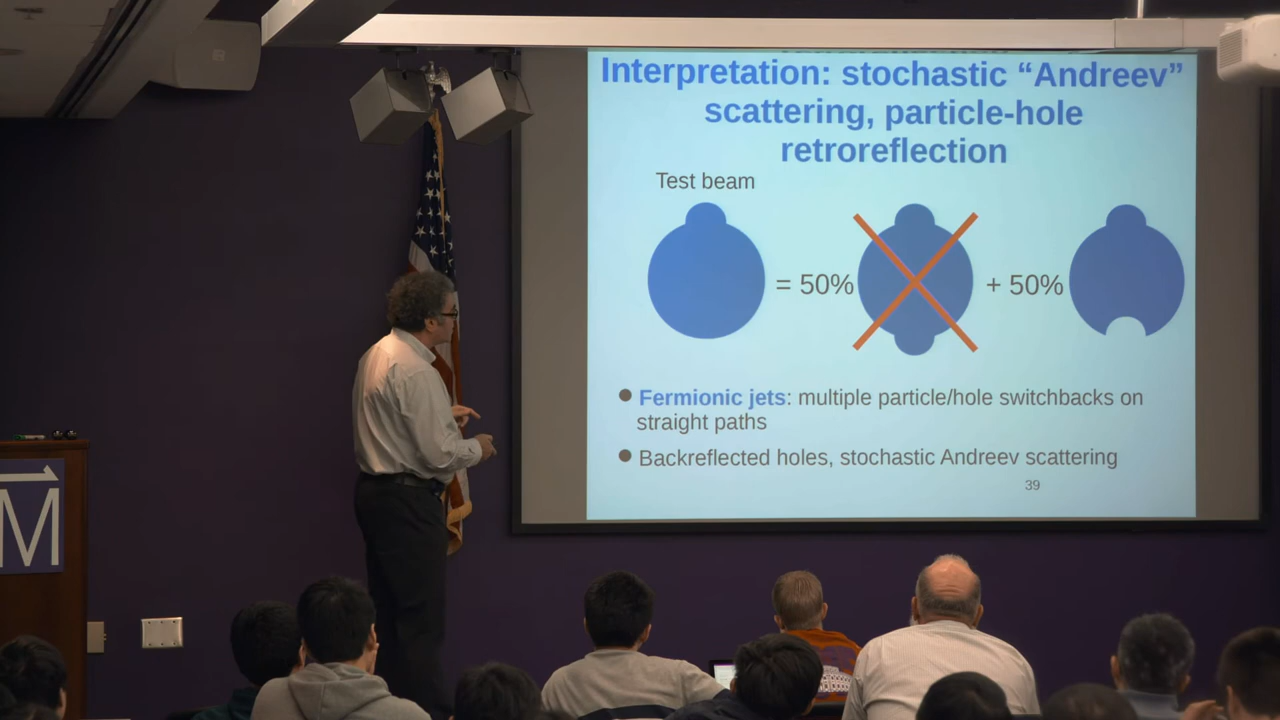 Interpretation: stochastic “Andreev”
scattering, particle-hole
retroreflection
Test beam
= 50%
+ 50%
Fermionic jets: multiple particle/hole switchbacks on
straight paths
Backreflected holes, stochastic Andreev scattering
39
M